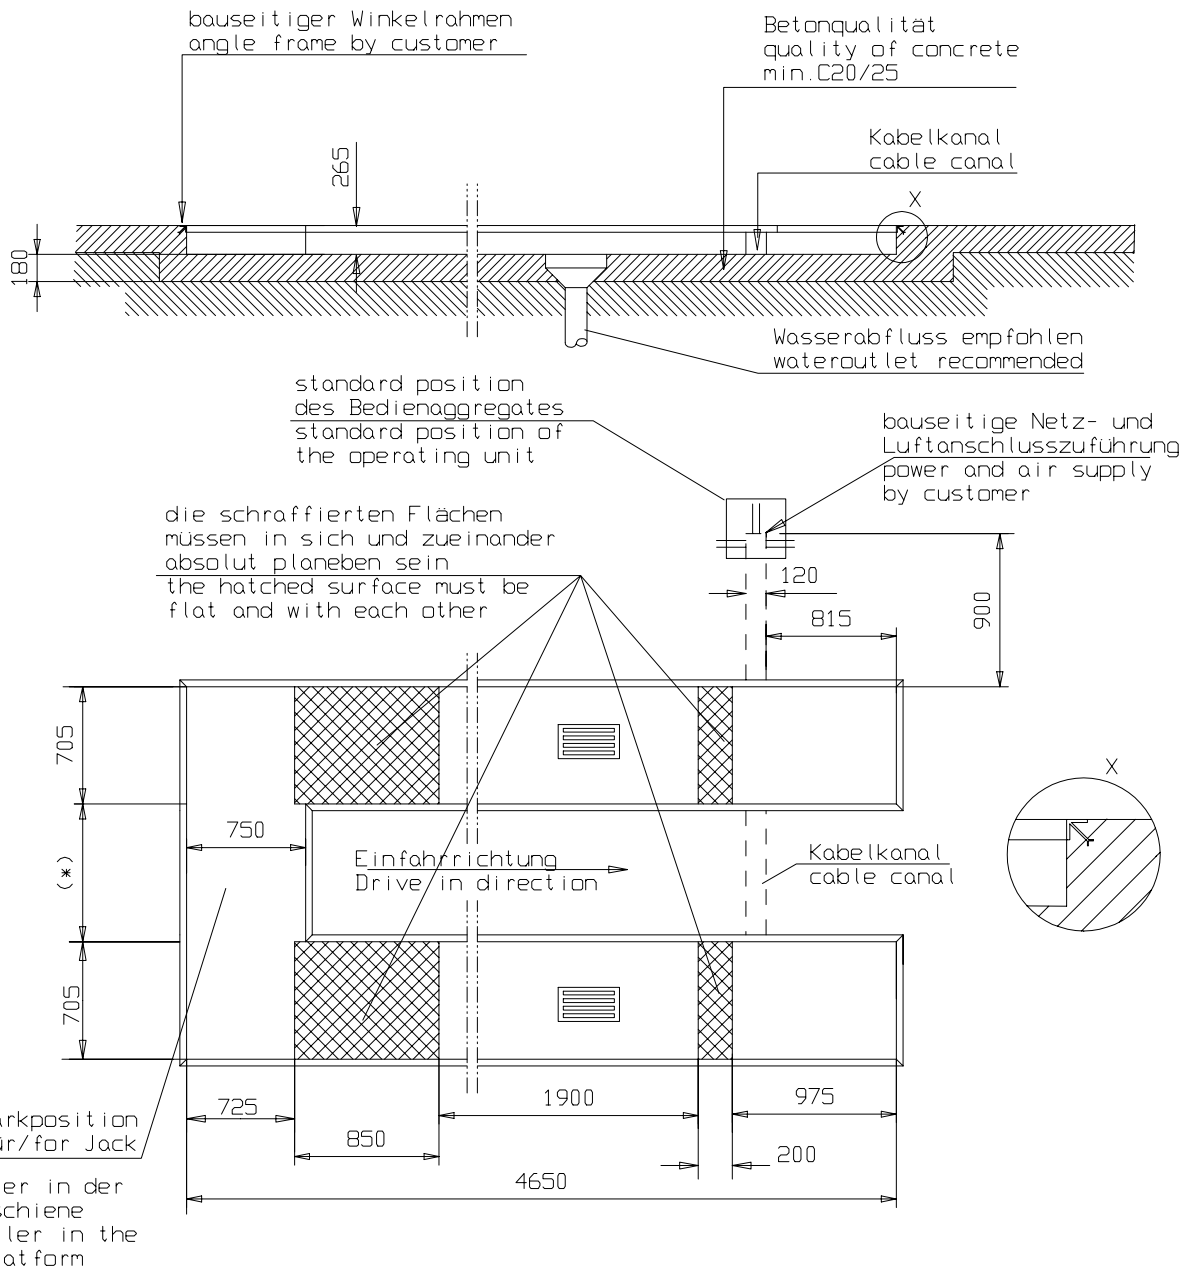 bauseitiger Winkelrahmen
angle frame by customer
Betonqualität
quality of concrete
min.C20/25
Kabelkanal
cable canal
265
X
180
Wasserabfluss empfohlen
wateroutlet recommended
standard position
des Bedienaggregates
standard position of
the operating unit
bauseitige Netz- und
Luftanschlusszuführung
power and air supply
by customer
die schraffierten Flächen
müssen in sich und zueinander
absolut planeben sein
the hatched surface must be
flat and with each other
120
815
900
705
750
(*)
Einfahrrichtung
Drive in direction
Kabelkanal
cable canal
X
705
725
850
1900
975
200
4650
arkposition
ür/for Jack
er in der
schiene
ler in the
atform